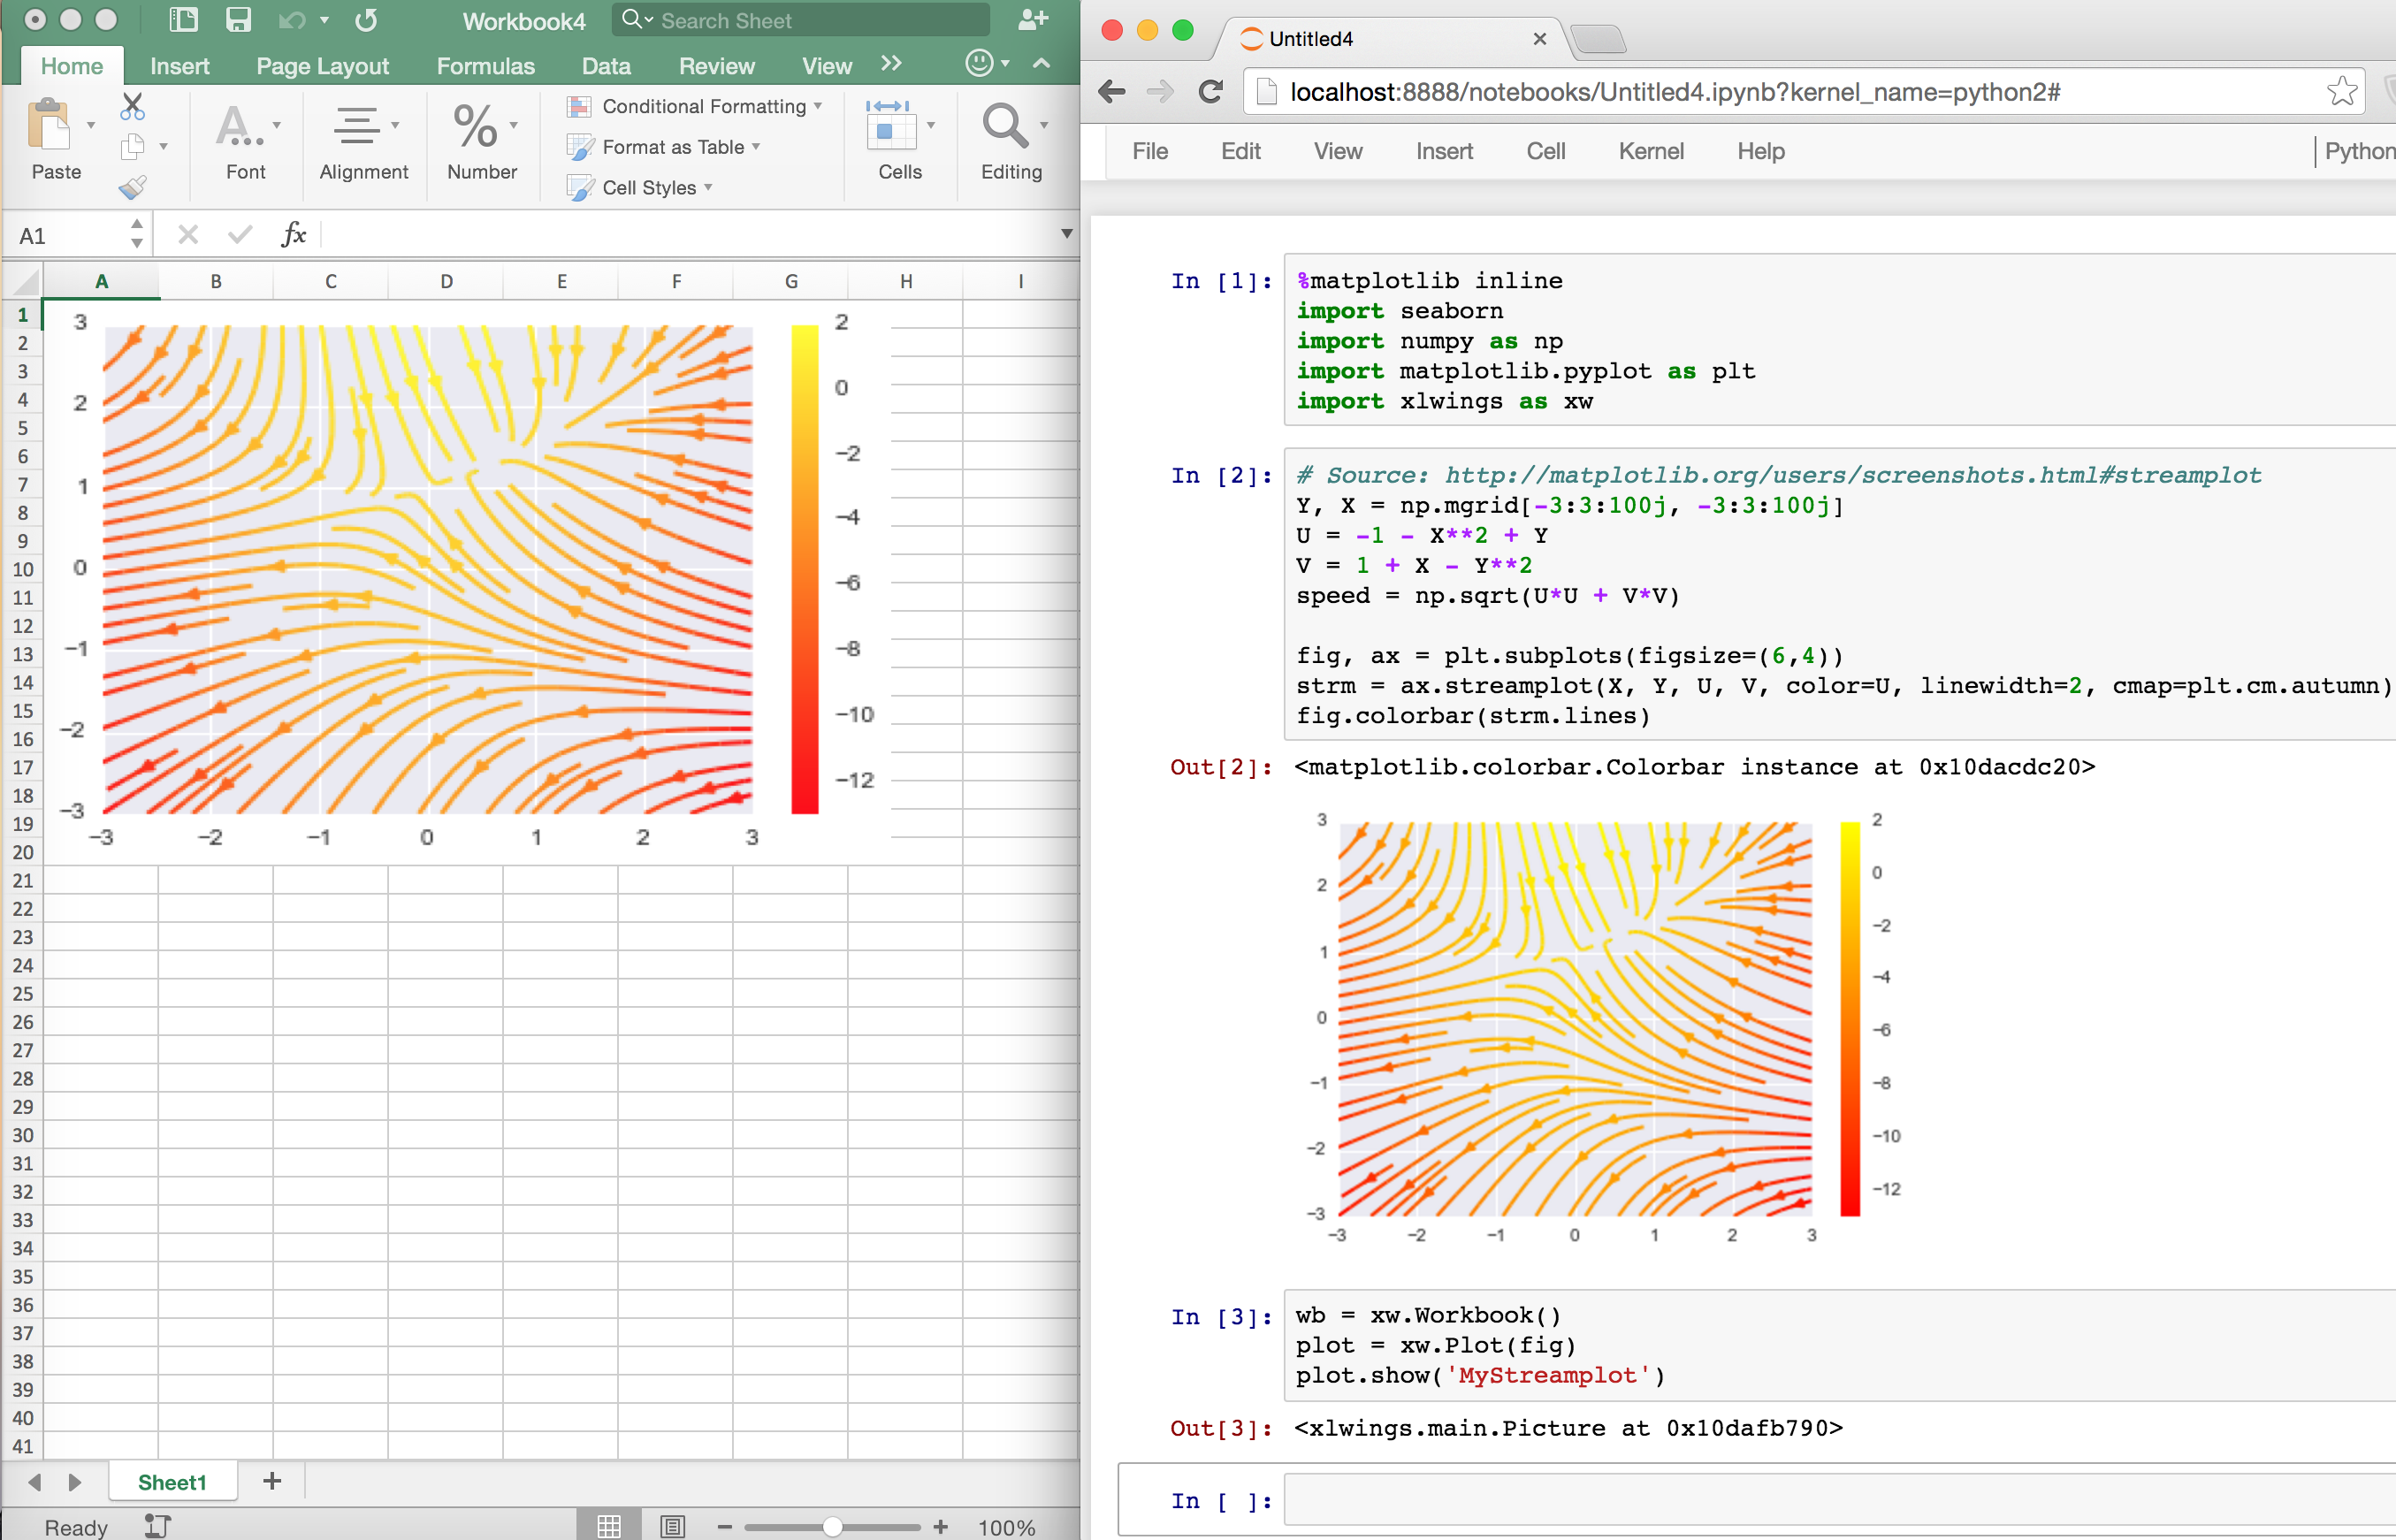 Workbook4
Search Sheet
Home Insert Page Layout Formulas Data Review View
Paste
Font
Alignment
%
Number
Conditional Formatting
Format as Table
Cell Styles
Cells
Editing
A1
fx
A B C D E F G H I
1
2
3
4
5
6
7
8
9
10
11
12
13
14
15
16
17
18
19
20
21
22
23
24
25
26
27
28
29
30
31
32
33
34
35
36
37
38
39
40
41
3
2
1
0
−1
−2
−3
−3 −2 −1 0 1 2 3
2
0
−2
−4
−6
−8
−10
−12
Sheet1
Ready
100%
Untitled4
localhost:8888/notebooks/Untitled4.ipynb?kernel_name=python2#
File Edit View Insert Cell Kernel Help
Python
In [1]:
%matplotlib inline
import seaborn
import numpy as np
import matplotlib.pyplot as plt
import xlwings as xw
In [2]:
# Source: http://matplotlib.org/users/screenshots.html#streamplot
Y, X = np.mgrid[-3:3:100j, -3:3:100j]
U = -1 - X**2 + Y
V = 1 + X - Y**2
speed = np.sqrt(U*U + V*V)
fig, ax = plt.subplots(figsize=(6,4))
strm = ax.streamplot(X, Y, U, V, color=U, linewidth=2, cmap=plt.cm.autumn)
fig.colorbar(strm.lines)
Out[2]: <matplotlib.colorbar.Colorbar instance at 0x10dacdc20>
3
2
1
0
−1
−2
−3
−3 −2 −1 0 1 2 3
2
0
−2
−4
−6
−8
−10
−12
In [3]:
wb = xw.Workbook()
plot = xw.Plot(fig)
plot.show('MyStreamplot')
Out[3]: <xlwings.main.Picture at 0x10dafb790>
In [ ]: